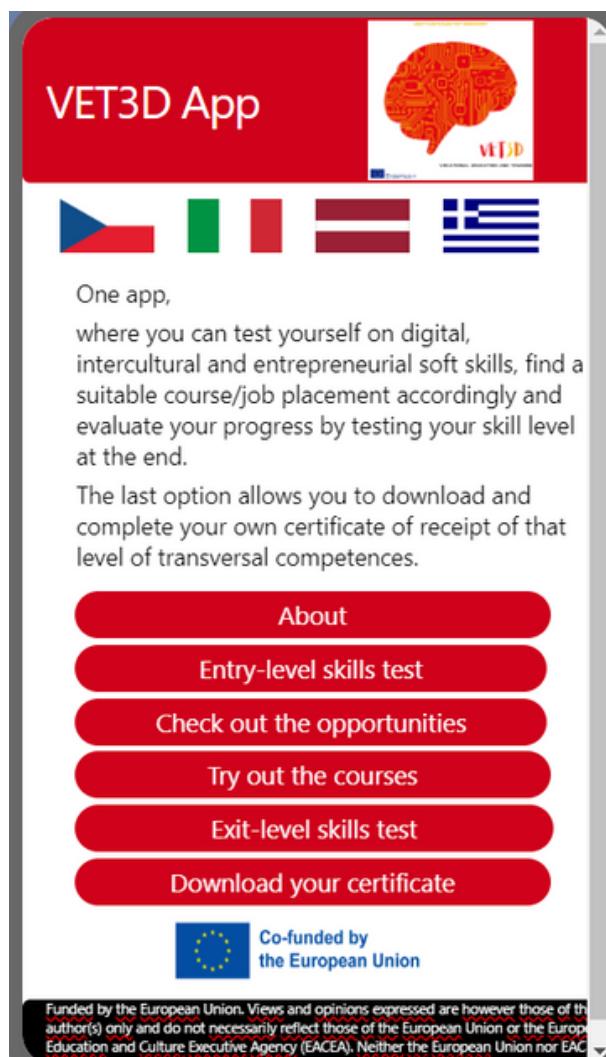 VET3D App
VET3D
Erasmus+
One app,
where you can test yourself on digital,
intercultural and entrepreneurial soft skills, find a
suitable course/job placement accordingly and
evaluate your progress by testing your skill level
at the end.
The last option allows you to download and
complete your own certificate of receipt of that
level of transversal competences.
About
Entry-level skills test
Check out the opportunities
Try out the courses
Exit-level skills test
Download your certificate
Co-funded by
the European Union
Funded by the European Union. Views and opinions expressed are however those of th
author(s) only and do not necessarily reflect those of the European Union or the Europe
Education and Culture Executive Agency (EACEA). Neither the European Union nor EAC